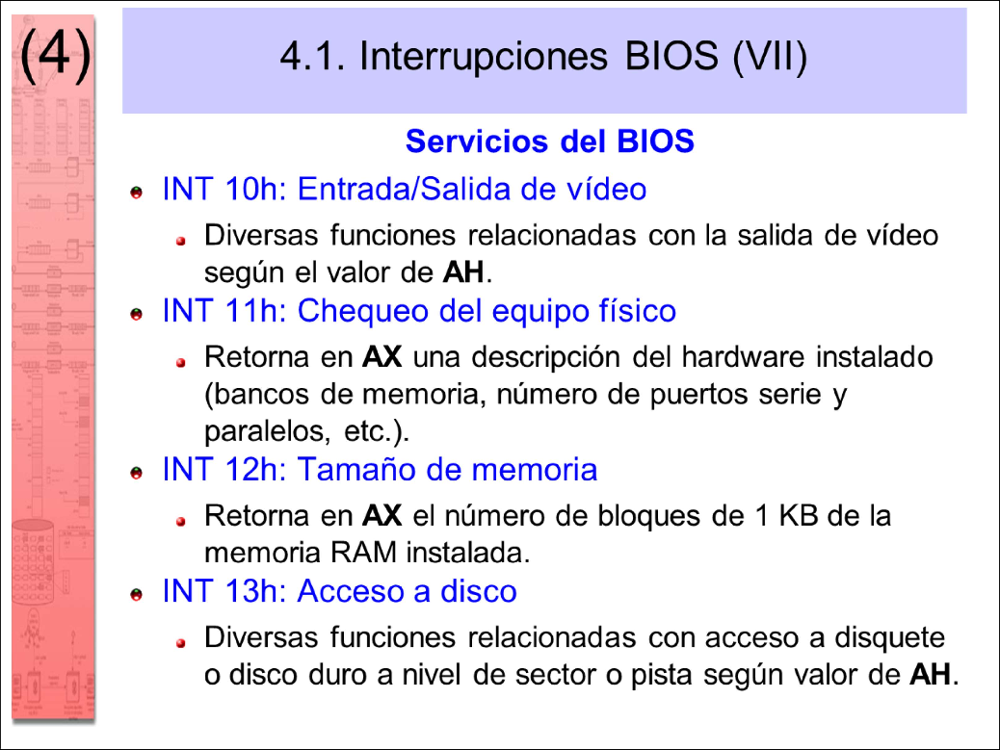 (4)
4.1. Interrupciones BIOS (VII)
Servicios del BIOS
INT 10h: Entrada/Salida de vídeo
Diversas funciones relacionadas con la salida de vídeo
según el valor de AH.
INT 11h: Chequeo del equipo físico
Retorna en AX una descripción del hardware instalado
(bancos de memoria, número de puertos serie y
paralelos, etc.).
INT 12h: Tamaño de memoria
Retorna en AX el número de bloques de 1 KB de la
memoria RAM instalada.
INT 13h: Acceso a disco
Diversas funciones relacionadas con acceso a disquete
o disco duro a nivel de sector o pista según valor de AH.